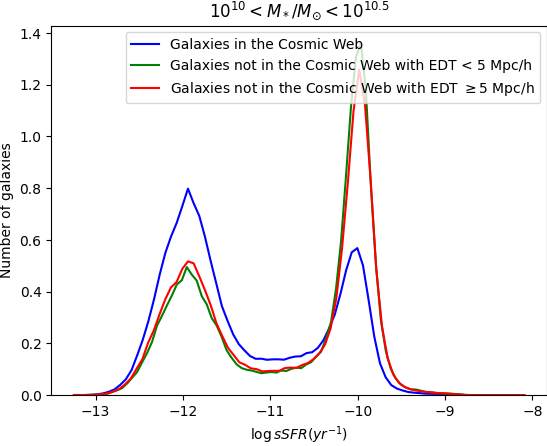 10^{10} < M_*/M_⊙ < 10^{10.5}
Galaxies in the Cosmic Web
Galaxies not in the Cosmic Web with EDT < 5 Mpc/h
Galaxies not in the Cosmic Web with EDT ≥ 5 Mpc/h
Number of galaxies
1.4
1.2
1.0
0.8
0.6
0.4
0.2
0.0
−13 −12 −11 −10 −9 −8
log sSFR(yr^{−1})